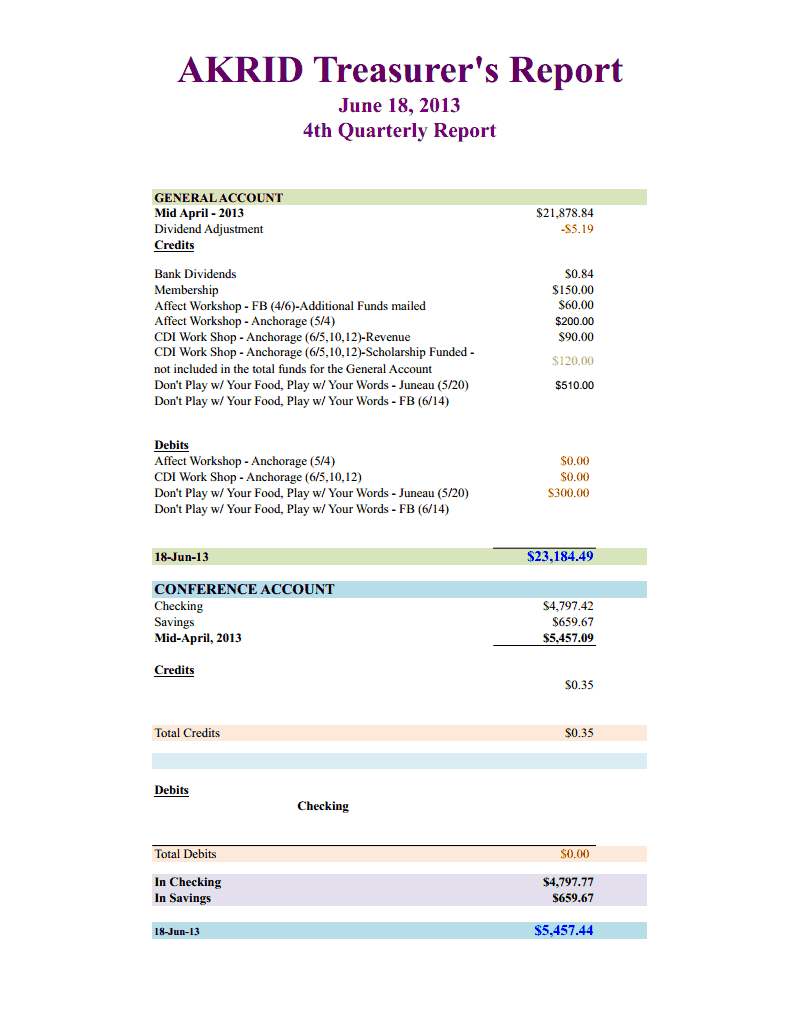 AKRID Treasurer's Report
June 18, 2013
4th Quarterly Report
GENERAL ACCOUNT
Mid April - 2013 $21,878.84
Dividend Adjustment -$5.19
Credits
Bank Dividends $0.84
Membership $150.00
Affect Workshop - FB (4/6)-Additional Funds mailed $60.00
Affect Workshop - Anchorage (5/4) $200.00
CDI Work Shop - Anchorage (6/5,10,12)-Revenue $90.00
CDI Work Shop - Anchorage (6/5,10,12)-Scholarship Funded -
not included in the total funds for the General Account $120.00
Don't Play w/ Your Food, Play w/ Your Words - Juneau (5/20) $510.00
Don't Play w/ Your Food, Play w/ Your Words - FB (6/14)
Debits
Affect Workshop - Anchorage (5/4) $0.00
CDI Work Shop - Anchorage (6/5,10,12) $0.00
Don't Play w/ Your Food, Play w/ Your Words - Juneau (5/20) $300.00
Don't Play w/ Your Food, Play w/ Your Words - FB (6/14)
18-Jun-13 $23,184.49
CONFERENCE ACCOUNT
Checking $4,797.42
Savings $659.67
Mid-April, 2013 $5,457.09
Credits
$0.35
Total Credits $0.35
Debits
Checking
Total Debits $0.00
In Checking $4,797.77
In Savings $659.67
18-Jun-13 $5,457.44